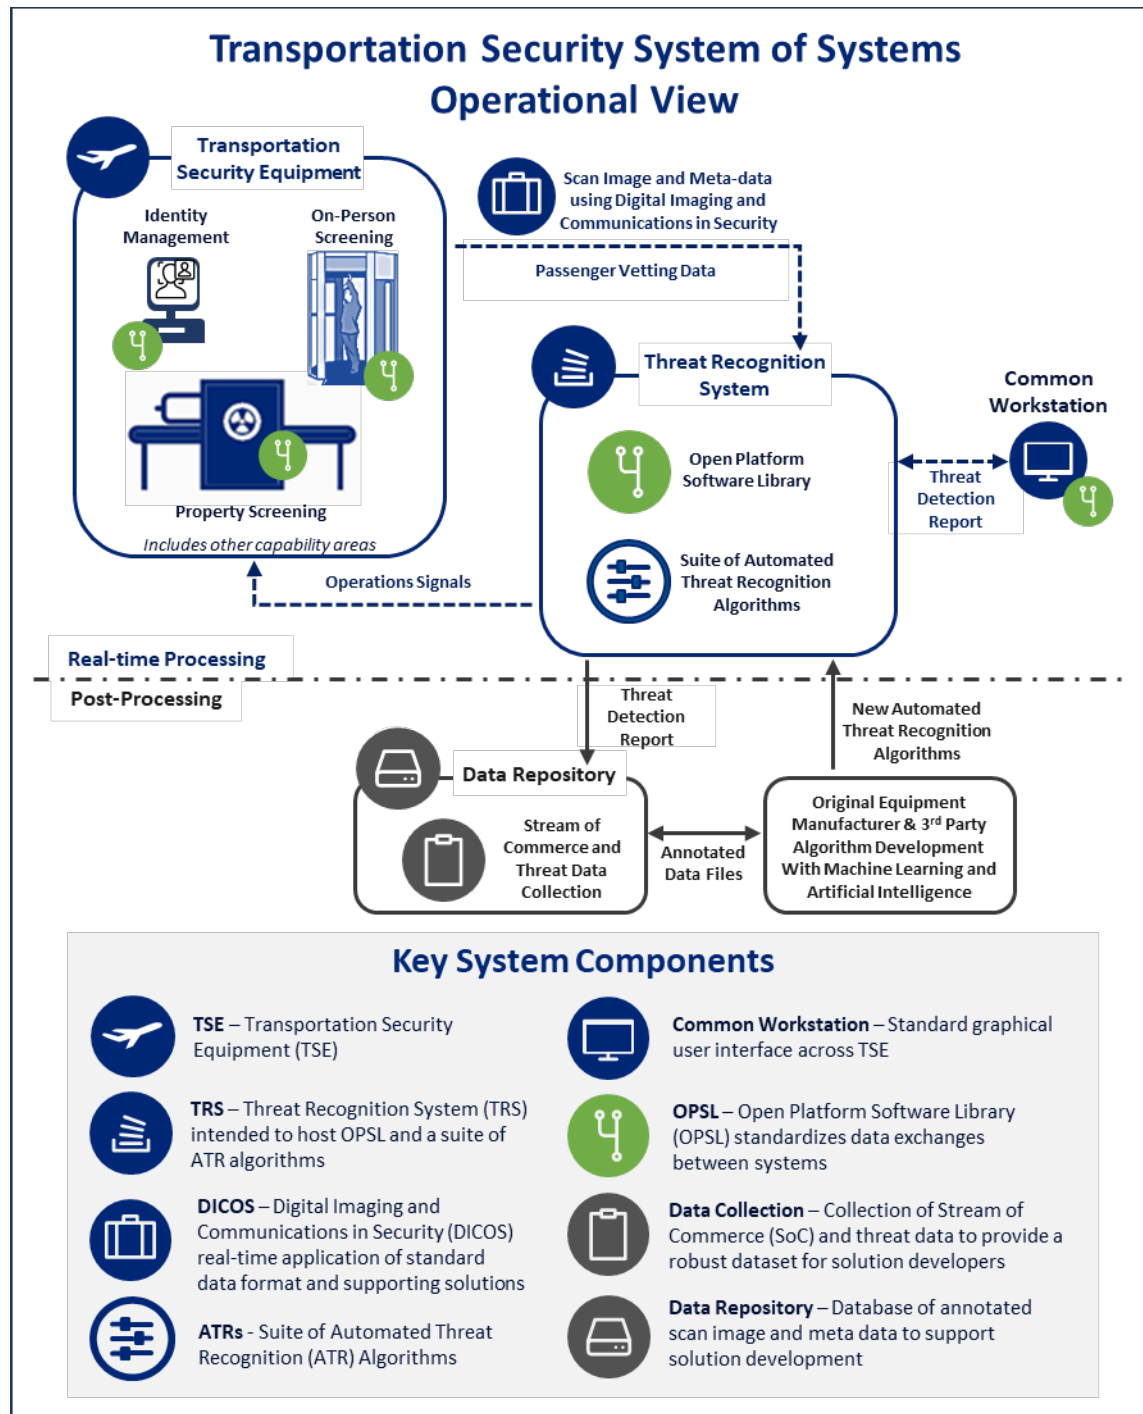 Transportation Security System of Systems
Operational View
Transportation
Security Equipment
Identity
Management
On-Person
Screening
Property Screening
Includes other capability areas
Scan Image and Meta-data
using Digital Imaging and
Communications in Security
Passenger Vetting Data
Threat Recognition
System
Open Platform
Software Library
Suite of Automated
Threat Recognition
Algorithms
Common
Workstation
Threat
Detection
Report
Operations Signals
Real-time Processing
Post-Processing
Threat
Detection
Report
New Automated
Threat Recognition
Algorithms
Data Repository
Stream of
Commerce and
Threat Data
Collection
Annotated
Data Files
Original Equipment
Manufacturer & 3rd Party
Algorithm Development
With Machine Learning and
Artificial Intelligence
Key System Components
TSE – Transportation Security
Equipment (TSE)
TRS – Threat Recognition System (TRS)
intended to host OPSL and a suite of
ATR algorithms
DICOS – Digital Imaging and
Communications in Security (DICOS)
real-time application of standard
data format and supporting solutions
ATRs - Suite of Automated Threat
Recognition (ATR) Algorithms
Common Workstation – Standard graphical
user interface across TSE
OPSL – Open Platform Software Library
(OPSL) standardizes data exchanges
between systems
Data Collection – Collection of Stream of
Commerce (SoC) and threat data to provide a
robust dataset for solution developers
Data Repository – Database of annotated
scan image and meta data to support
solution development